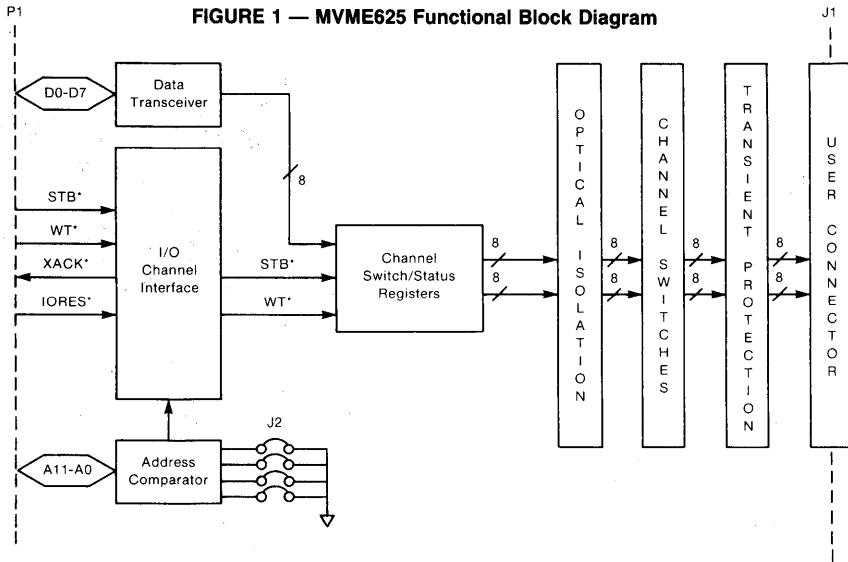 P1
FIGURE 1 — MVME625 Functional Block Diagram
J1
D0-D7
Data
Transceiver
8
STB*
WT*
XACK*
IORES*
I/O
Channel
Interface
STB*
WT*
Channel
Switch/Status
Registers
8
8
OPTICAL ISOLATION
8
8
CHANNEL SWITCHES
8
8
TRANSIENT PROTECTION
8
8
USER CONNECTOR
A11-A0
Address
Comparator
J2